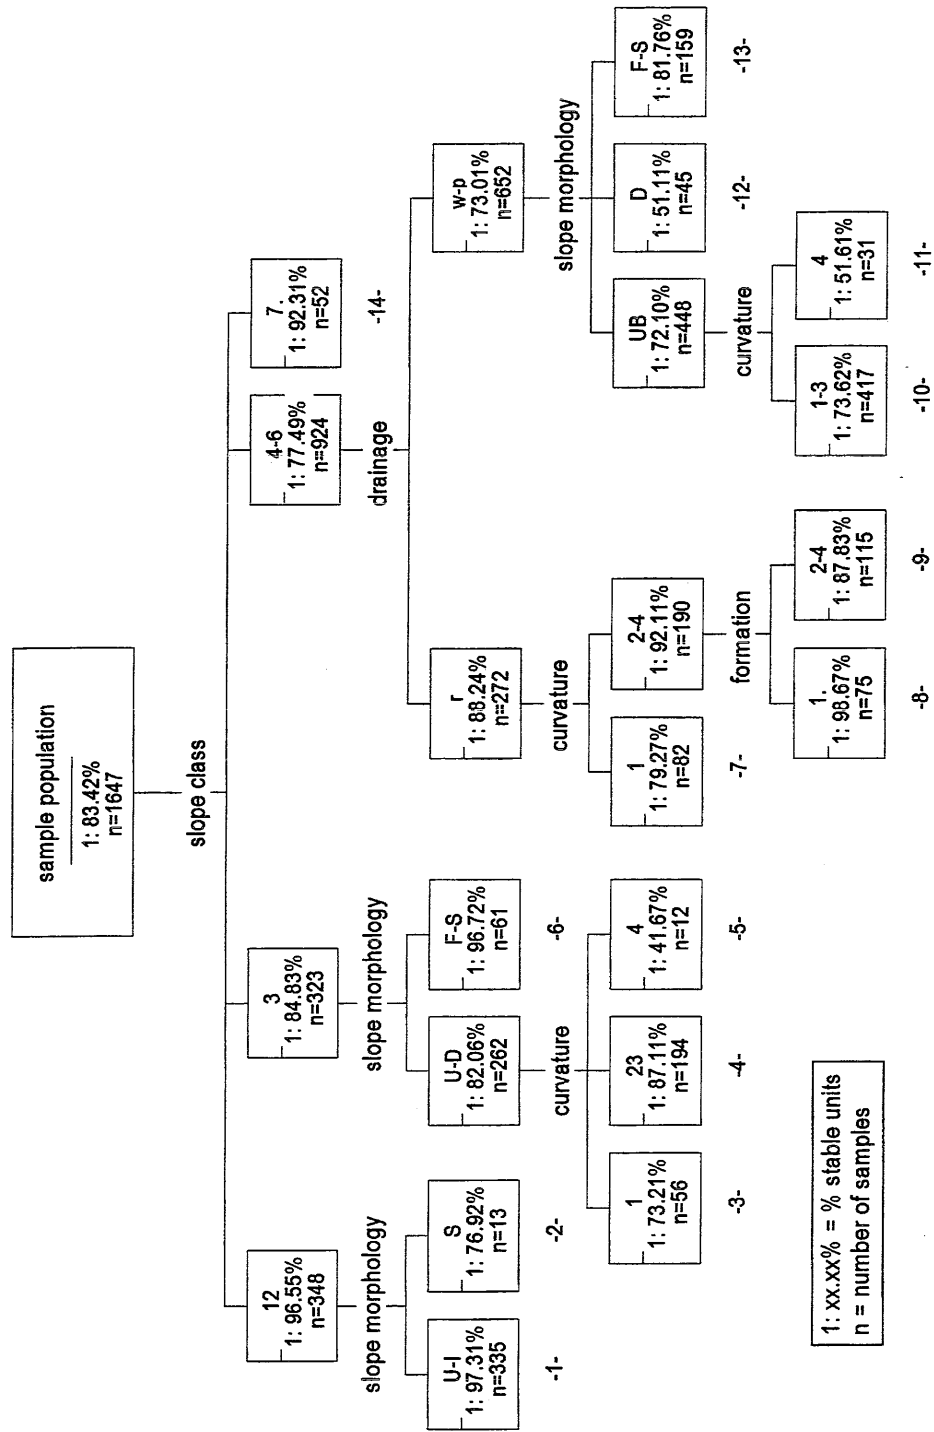 sample population
1: 83.42%
n=1647
slope class
12
1: 96.55%
n=348
3
1: 84.83%
n=323
4-6
1: 77.49%
n=924
7.
1: 92.31%
n=52
slope morphology
slope morphology
drainage
-14-
U-I
1: 97.31%
n=335
S
1: 76.92%
n=13
U-D
1: 82.06%
n=262
F-S
1: 96.72%
n=61
r
1: 88.24%
n=272
w-p
1: 73.01%
n=652
-1-
-2-
curvature
-6-
curvature
slope morphology
1
1: 73.21%
n=56
23
1: 87.11%
n=194
4
1: 41.67%
n=12
1
1: 79.27%
n=82
2-4
1: 92.11%
n=190
UB
1: 72.10%
n=448
D
1: 51.11%
n=45
F-S
1: 81.76%
n=159
-3-
-4-
-5-
-7-
formation
curvature
-12-
-13-
1.
1: 98.67%
n=75
2-4
1: 87.83%
n=115
1-3
1: 73.62%
n=417
4
1: 51.61%
n=31
-8-
-9-
-10-
-11-
1: xx.xx% = % stable units
n = number of samples